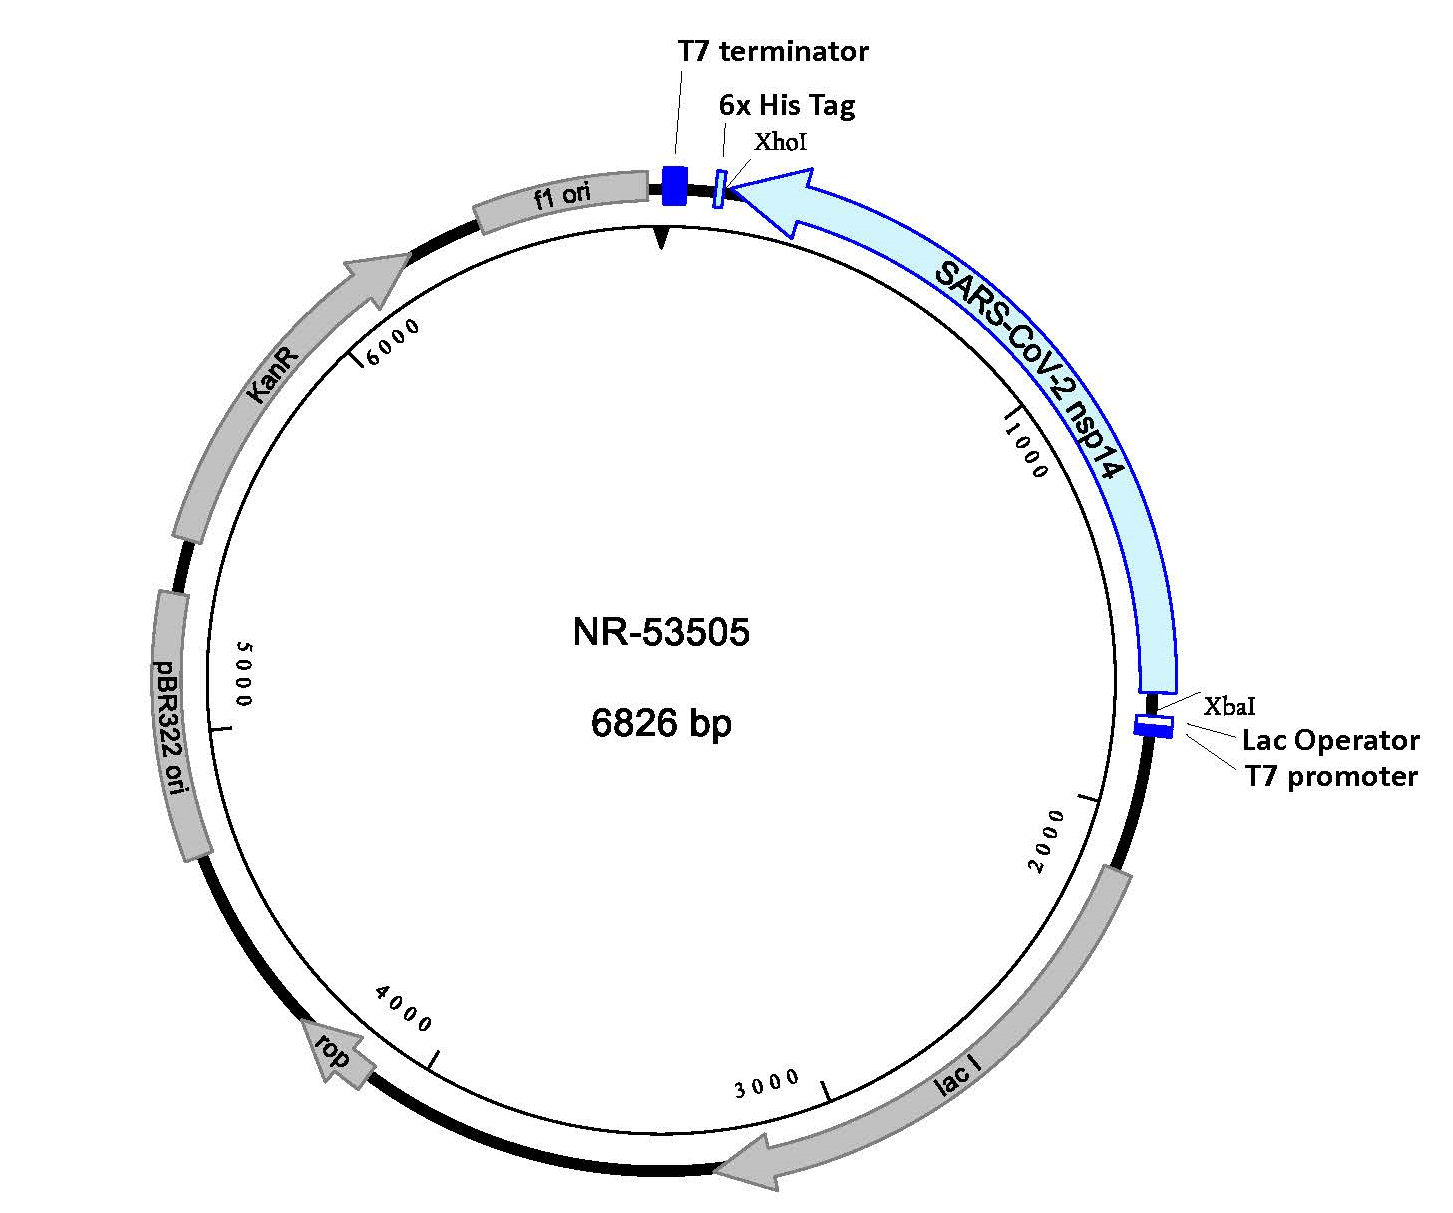 T7 terminator
6x His Tag
XhoI
f1 ori
SARS-CoV-2 nsp14
KanR
6000
1000
NR-53505
6826 bp
5000
pBR322 ori
XbaI
Lac Operator
T7 promoter
2000
4000
rop
3000
lac I